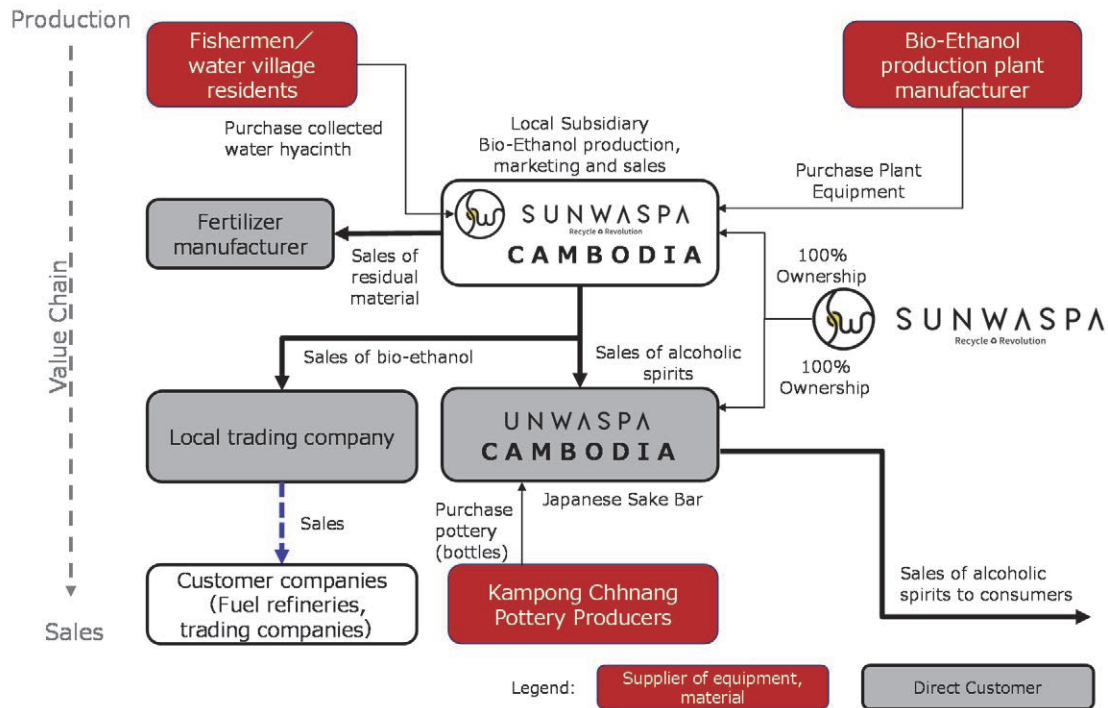 Production
Value Chain
Sales
Fishermen／
water village
residents
Bio-Ethanol
production plant
manufacturer
Purchase collected
water hyacinth
Local Subsidiary
Bio-Ethanol production,
marketing and sales
Purchase Plant
Equipment
Fertilizer
manufacturer
Sales of
residual
material
SW
SUNWASPA
Recycle Revolution
CAMBODIA
100%
Ownership
SW
SUNWASPA
Recycle Revolution
100%
Ownership
Sales of bio-ethanol
Sales of alcoholic
spirits
Local trading company
UNWASPA
CAMBODIA
Japanese Sake Bar
Sales
Purchase
pottery
(bottles)
Customer companies
(Fuel refineries,
trading companies)
Kampong Chhnang
Pottery Producers
Sales of alcoholic
spirits to consumers
Legend:
Supplier of equipment,
material
Direct Customer